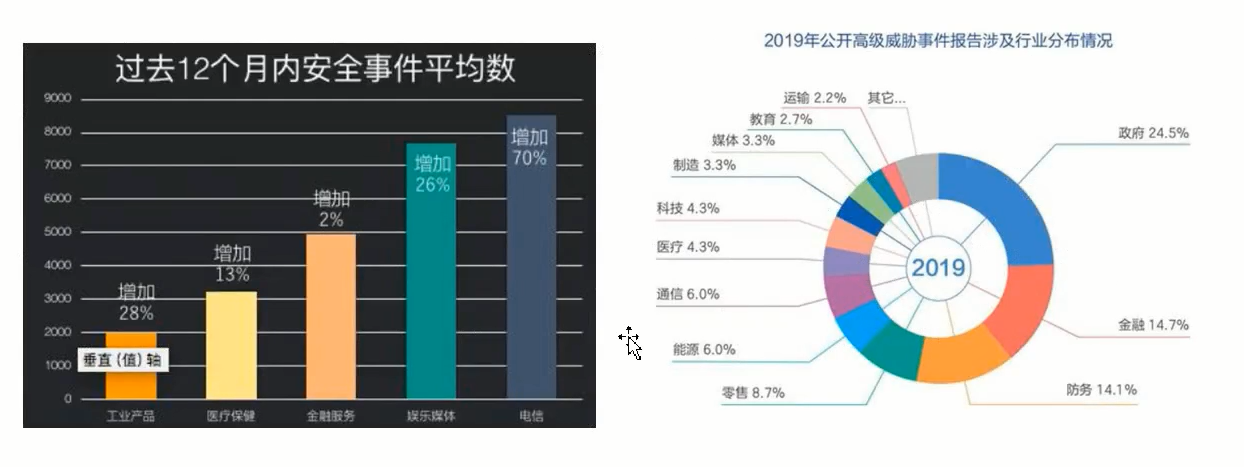 过去12个月内安全事件平均数
9000
8000
7000
6000
5000
4000
3000
2000
1000
0
增加
28%
增加
13%
增加
2%
增加
26%
增加
70%
垂直 (值) 轴
工业产品
医疗保健
金融服务
娱乐媒体
电信
2019年公开高级威胁事件报告涉及行业分布情况
运输 2.2%
其它...
教育 2.7%
媒体 3.3%
制造 3.3%
科技 4.3%
医疗 4.3%
通信 6.0%
能源 6.0%
零售 8.7%
政府 24.5%
金融 14.7%
防务 14.1%
2019